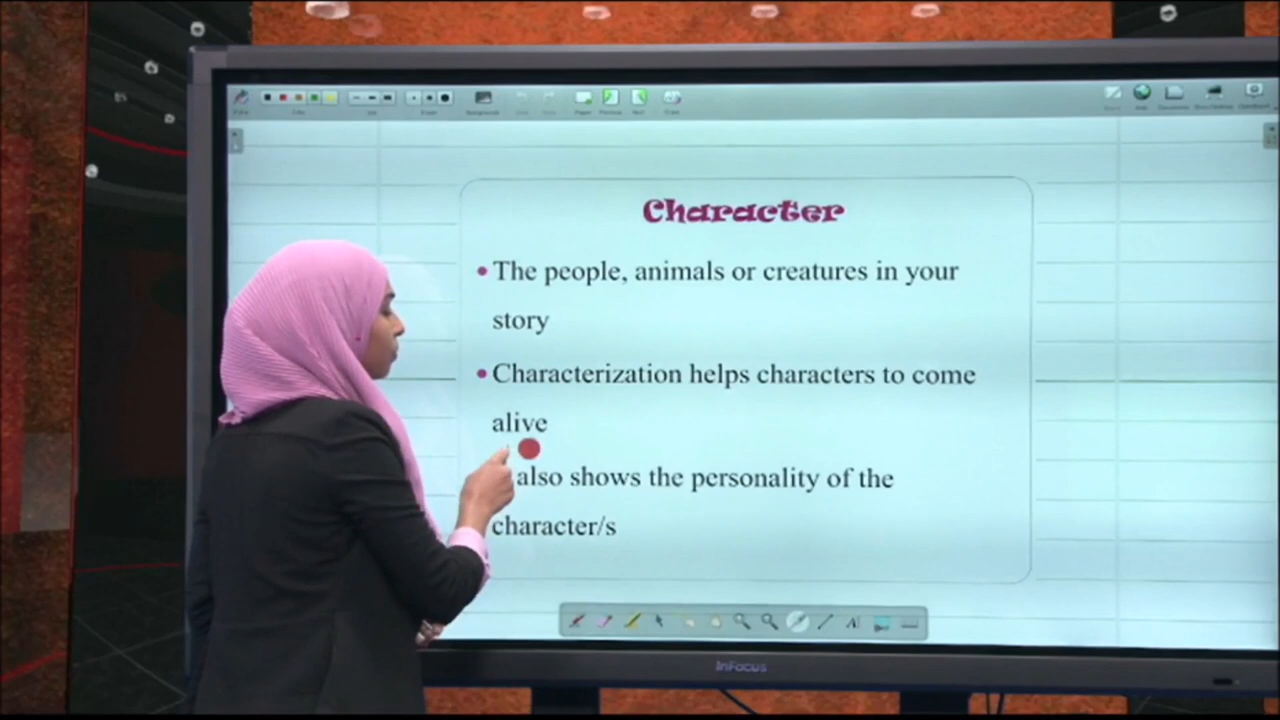 Character
• The people, animals or creatures in your
story
• Characterization helps characters to come
alive
also shows the personality of the
character/s
InFocus